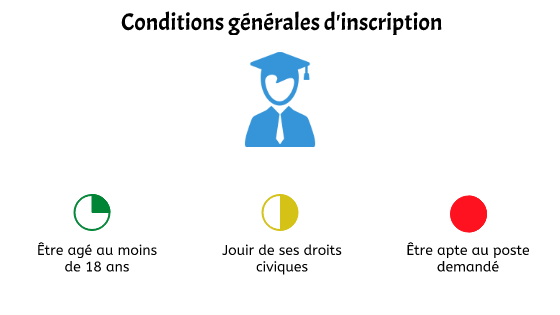 Conditions générales d'inscription
Être agé au moins
de 18 ans
Jouir de ses droits
civiques
Être apte au poste
demandé